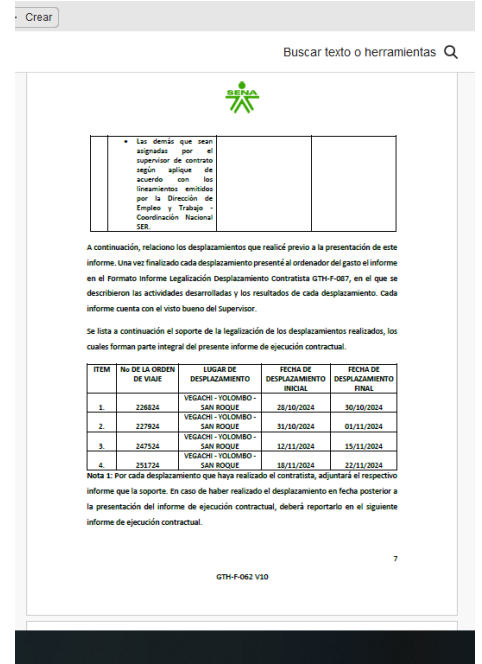 Crear
Buscar texto o herramientas
SENA
• Las demás que sean
asignadas por el
supervisor de contrato
según aplique de
acuerdo con los
lineamientos emitidos
por la Dirección de
Empleo y Trabajo -
Coordinación Nacional
SER.
A continuación, relaciono los desplazamientos que realicé previo a la presentación de este
informe. Una vez finalizado cada desplazamiento presenté al ordenador del gasto el informe
en el Formato Informe Legalización Desplazamiento Contratista GTH-F-087, en el que se
describieron las actividades desarrolladas y los resultados de cada desplazamiento. Cada
informe cuenta con el visto bueno del Supervisor.
Se lista a continuación el soporte de la legalización de los desplazamientos realizados, los
cuales forman parte integral del presente informe de ejecución contractual.
ITEM No DE LA ORDEN DE VIAJE LUGAR DE DESPLAZAMIENTO FECHA DE DESPLAZAMIENTO INICIAL FECHA DE DESPLAZAMIENTO FINAL
1. 226824 VEGACHI - YOLOMBO - SAN ROQUE 28/10/2024 30/10/2024
2. 227924 VEGACHI - YOLOMBO - SAN ROQUE 31/10/2024 01/11/2024
3. 247524 VEGACHI - YOLOMBO - SAN ROQUE 12/11/2024 15/11/2024
4. 251724 VEGACHI - YOLOMBO - SAN ROQUE 18/11/2024 22/11/2024
Nota 1: Por cada desplazamiento que haya realizado el contratista, adjuntará el respectivo
informe que la soporte. En caso de haber realizado el desplazamiento en fecha posterior a
la presentación del informe de ejecución contractual, deberá reportarlo en el siguiente
informe de ejecución contractual.
7
GTH-F-062 V10